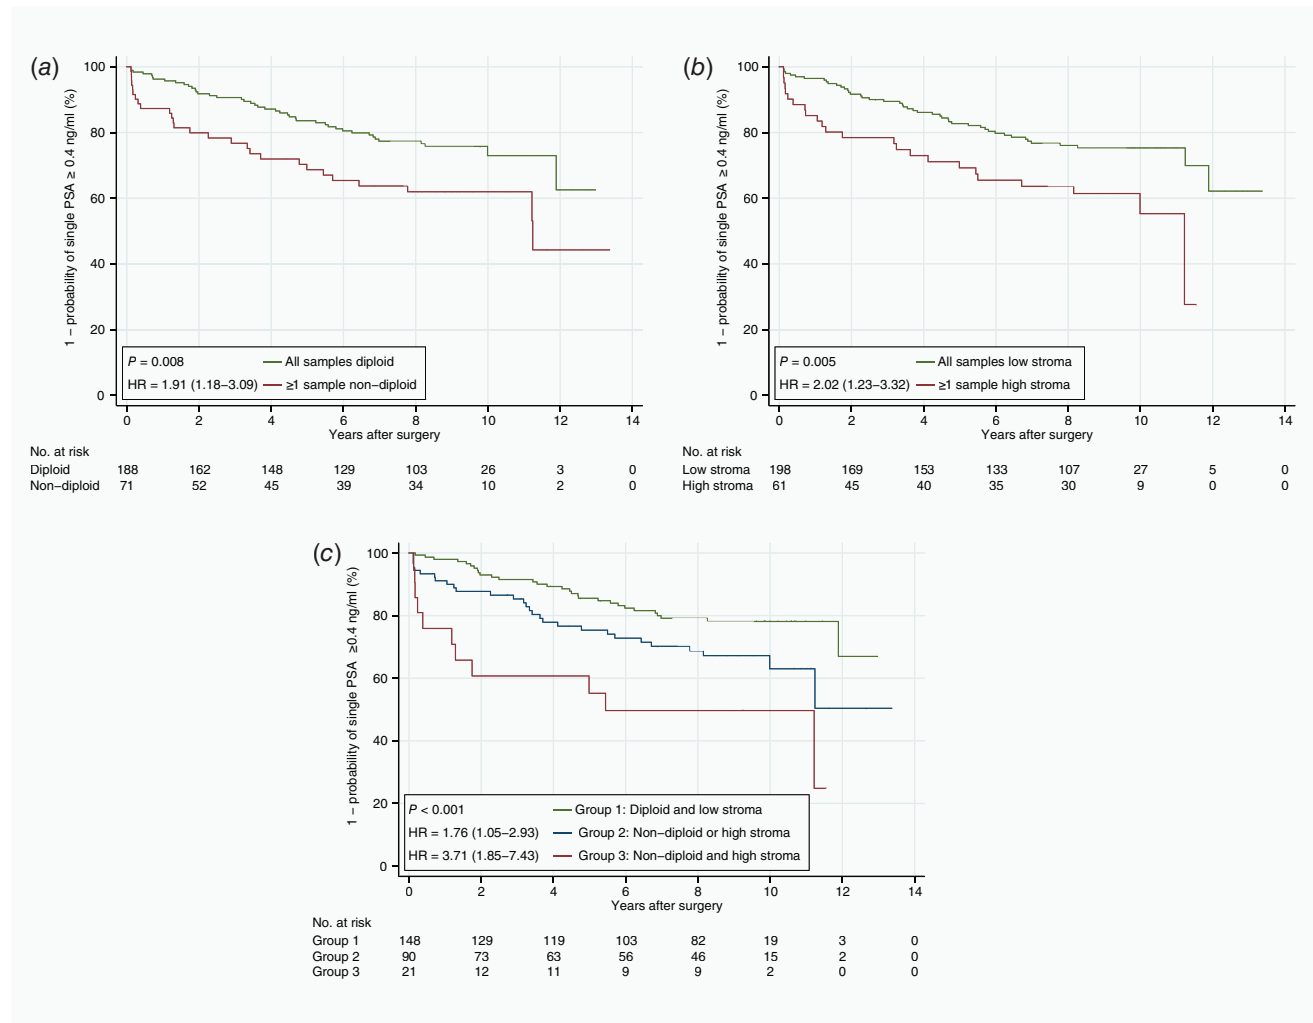 (a)
1 – probability of single PSA ≥ 0.4 ng/ml (%)
100
80
60
40
20
0
P = 0.008
All samples diploid
HR = 1.91 (1.18–3.09)
≥1 sample non–diploid
0 2 4 6 8 10 12 14
Years after surgery
No. at risk
Diploid 188 162 148 129 103 26 3 0
Non–diploid 71 52 45 39 34 10 2 0
(b)
1 – probability of single PSA ≥ 0.4 ng/ml (%)
100
80
60
40
20
0
P = 0.005
All samples low stroma
HR = 2.02 (1.23–3.32)
≥1 sample high stroma
0 2 4 6 8 10 12 14
Years after surgery
No. at risk
Low stroma 198 169 153 133 107 27 5 0
High stroma 61 45 40 35 30 9 0 0
(c)
1 – probability of single PSA ≥0.4 ng/ml (%)
100
80
60
40
20
0
P < 0.001
Group 1: Diploid and low stroma
HR = 1.76 (1.05–2.93)
Group 2: Non–diploid or high stroma
HR = 3.71 (1.85–7.43)
Group 3: Non–diploid and high stroma
0 2 4 6 8 10 12 14
Years after surgery
No. at risk
Group 1 148 129 119 103 82 19 3 0
Group 2 90 73 63 56 46 15 2 0
Group 3 21 12 11 9 9 2 0 0